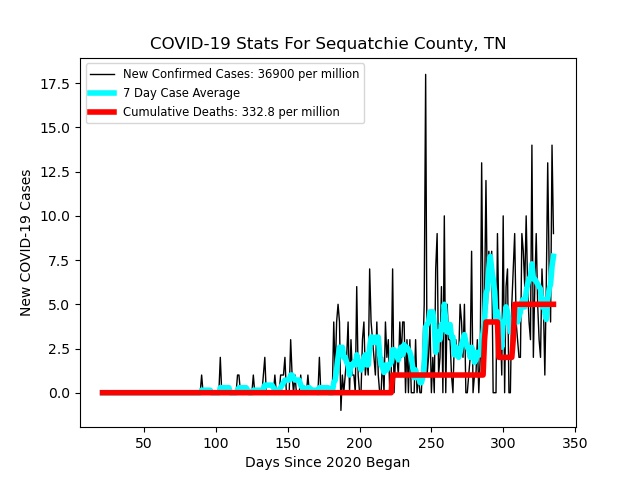 COVID-19 Stats For Sequatchie County, TN
New Confirmed Cases: 36900 per million
7 Day Case Average
Cumulative Deaths: 332.8 per million
New COVID-19 Cases
17.5
15.0
12.5
10.0
7.5
5.0
2.5
0.0
50 100 150 200 250 300 350
Days Since 2020 Began